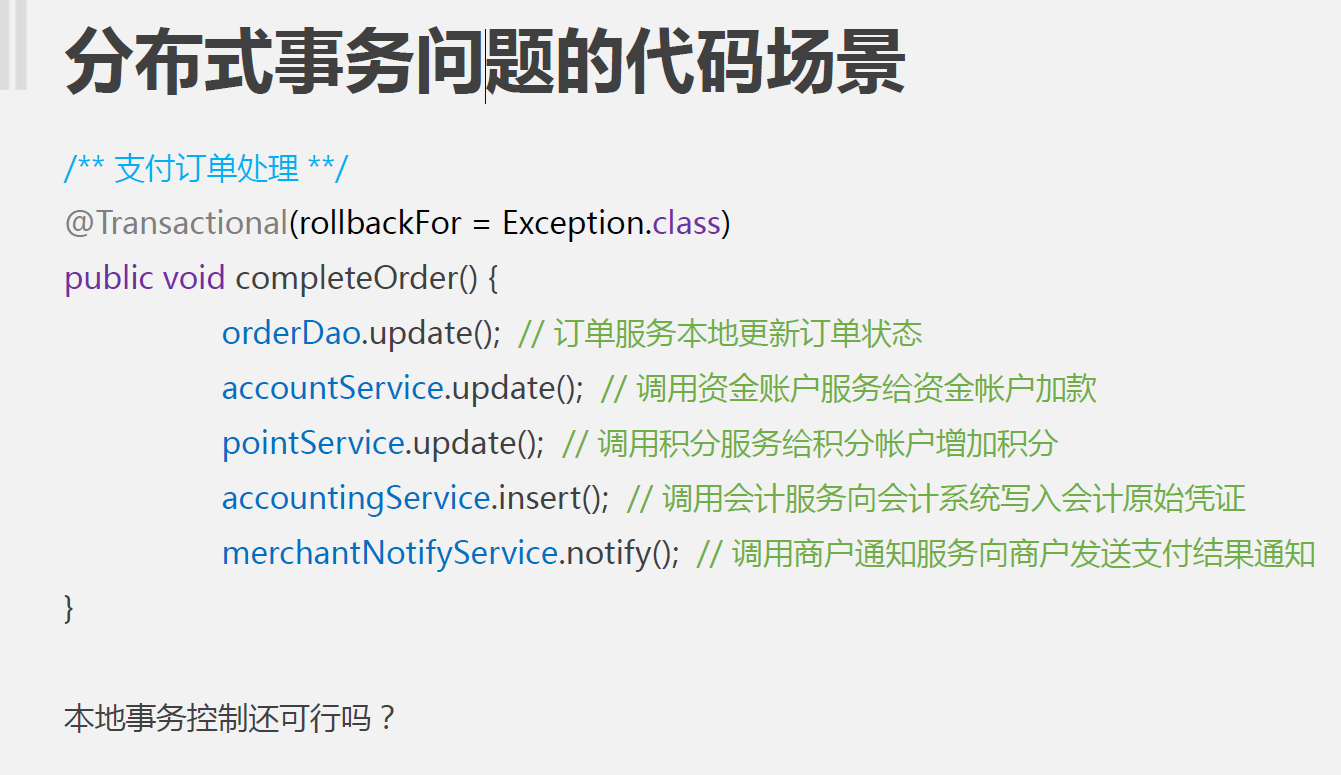 分布式事务问题的代码场景
/** 支付订单处理 **/
@Transactional(rollbackFor = Exception.class)
public void completeOrder() {
orderDao.update(); // 订单服务本地更新订单状态
accountService.update(); // 调用资金账户服务给资金帐户加款
pointService.update(); // 调用积分服务给积分帐户增加积分
accountingService.insert(); // 调用会计服务向会计系统写入会计原始凭证
merchantNotifyService.notify(); // 调用商户通知服务向商户发送支付结果通知
}
本地事务控制还可行吗？